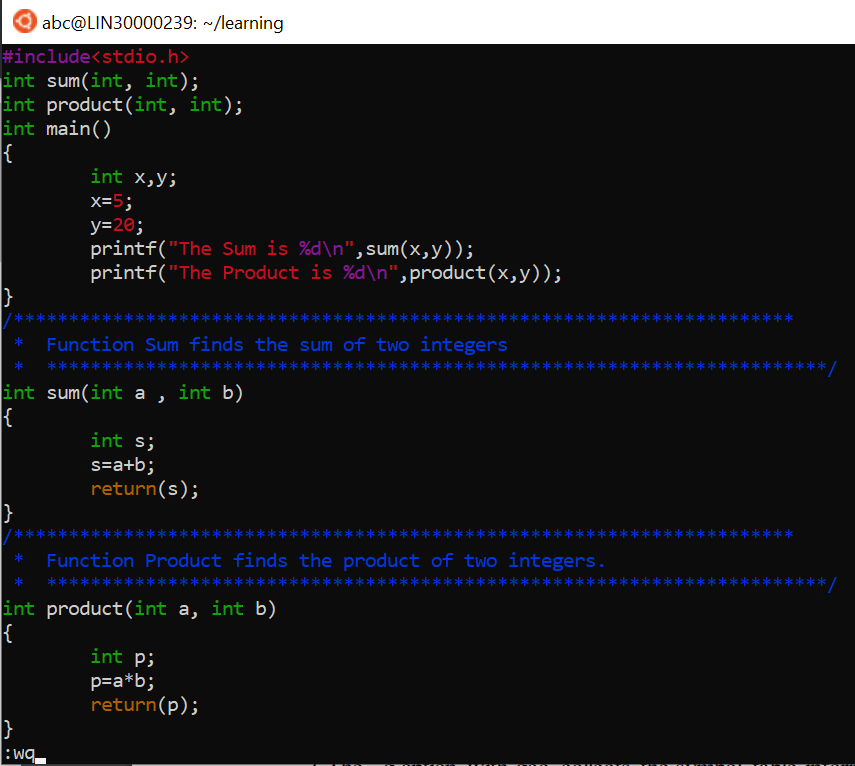 abc@LIN30000239: ~/learning
#include<stdio.h>
int sum(int, int);
int product(int, int);
int main()
{
        int x,y;
        x=5;
        y=20;
        printf("The Sum is %d\n",sum(x,y));
        printf("The Product is %d\n",product(x,y));
}
/***********************************************************************
 *  Function Sum finds the sum of two integers
 *  ***********************************************************************/
int sum(int a , int b)
{
        int s;
        s=a+b;
        return(s);
}
/***********************************************************************
 *  Function Product finds the product of two integers.
 *  ***********************************************************************/
int product(int a, int b)
{
        int p;
        p=a*b;
        return(p);
}
:wq